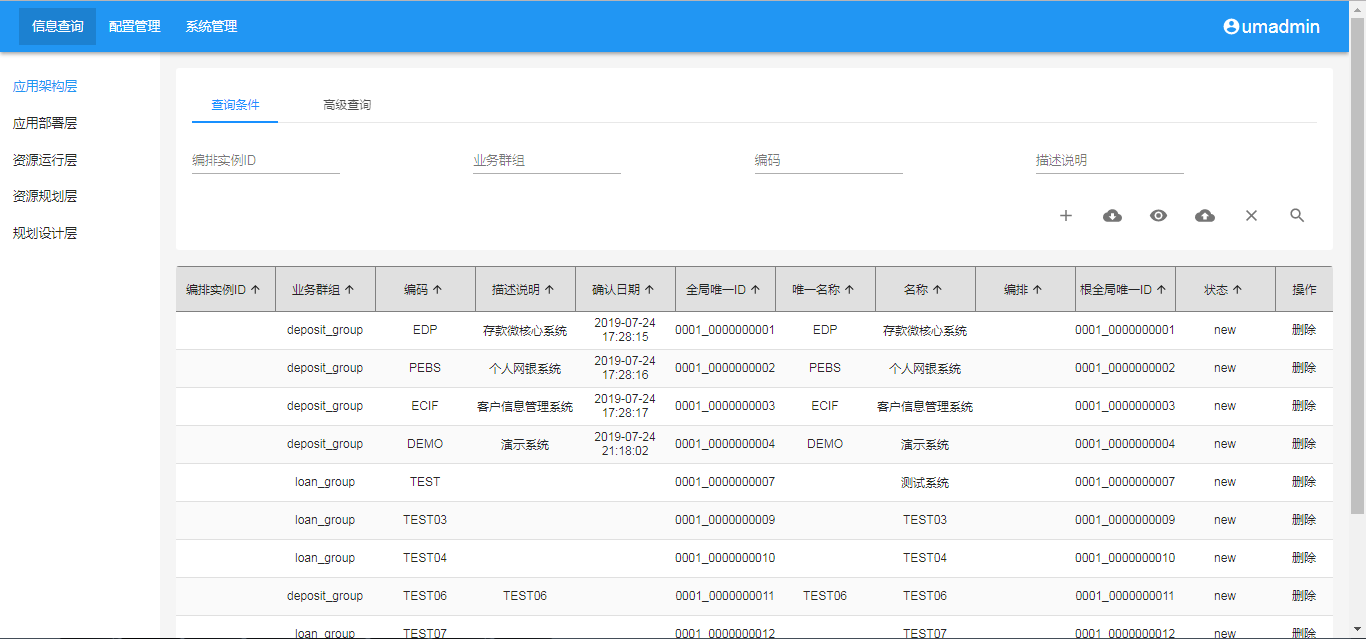 信息查询 配置管理 系统管理 umadmin
应用架构层
应用部署层
资源运行层
资源规划层
规划设计层
查询条件 高级查询
编排实例ID 业务群组 编码 描述说明
编排实例ID 业务群组 编码 描述说明 确认日期 全局唯一ID 唯一名称 名称 编排 根全局唯一ID 状态 操作
deposit_group EDP 存款微核心系统 2019-07-24 17:28:15 0001_0000000001 EDP 存款微核心系统 0001_0000000001 new 删除
deposit_group PEBS 个人网银系统 2019-07-24 17:28:16 0001_0000000002 PEBS 个人网银系统 0001_0000000002 new 删除
deposit_group ECIF 客户信息管理系统 2019-07-24 17:28:17 0001_0000000003 ECIF 客户信息管理系统 0001_0000000003 new 删除
deposit_group DEMO 演示系统 2019-07-24 21:18:02 0001_0000000004 DEMO 演示系统 0001_0000000004 new 删除
loan_group TEST 0001_0000000007 测试系统 0001_0000000007 new 删除
loan_group TEST03 0001_0000000009 TEST03 0001_0000000009 new 删除
loan_group TEST04 0001_0000000010 TEST04 0001_0000000010 new 删除
deposit_group TEST06 TEST06 0001_0000000011 TEST06 TEST06 0001_0000000011 new 删除
loan_group TEST07 0001_0000000012 TEST07 0001_0000000012 new 删除